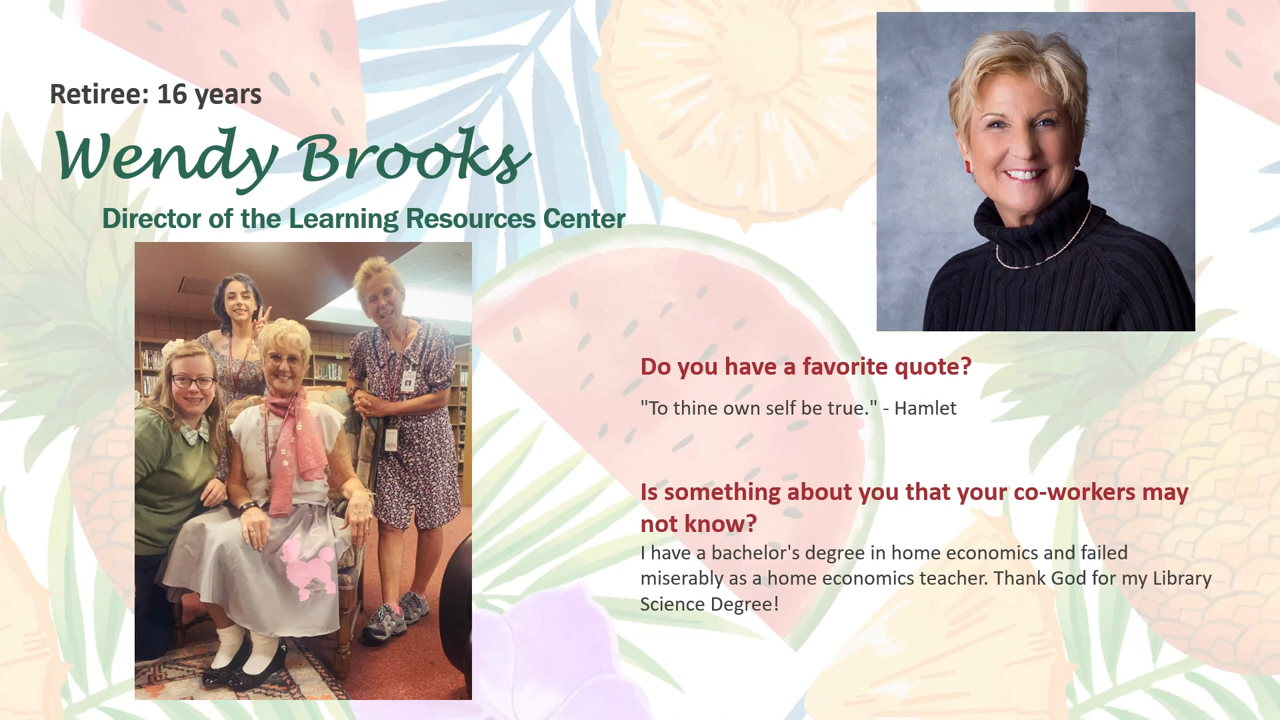 Retiree: 16 years
Wendy Brooks
Director of the Learning Resources Center
Do you have a favorite quote?
"To thine own self be true." - Hamlet
Is something about you that your co-workers may
not know?
I have a bachelor's degree in home economics and failed
miserably as a home economics teacher. Thank God for my Library
Science Degree!